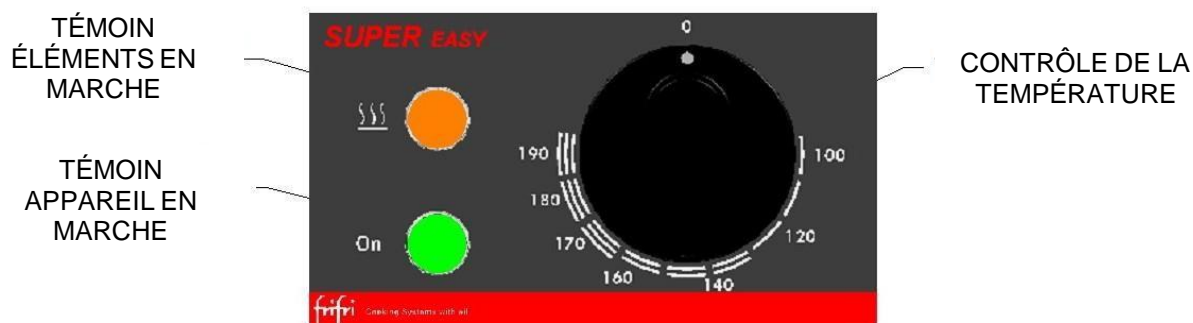 TÉMOIN
ÉLÉMENTS EN
MARCHE
TÉMOIN
APPAREIL EN
MARCHE
SUPER EASY
On
0
100
120
140
160
170
180
190
frifri Cooking Systems with oil
CONTRÔLE DE LA
TEMPÉRATURE